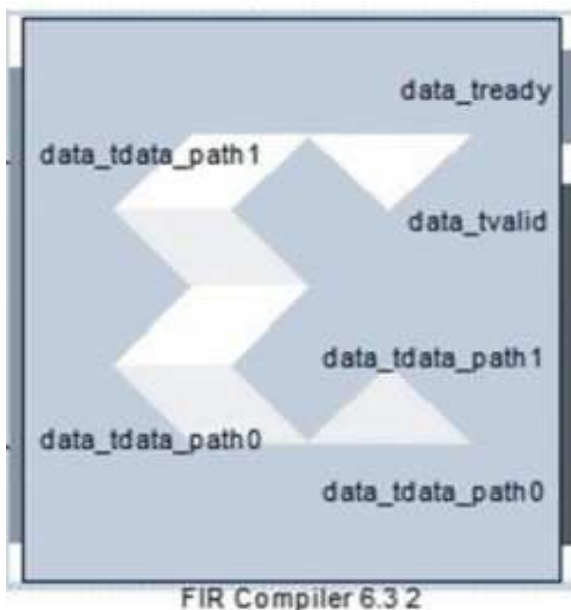 data_tready
data_tdata_path1
data_tvalid
data_tdata_path1
data_tdata_path0
data_tdata_path0
FIR Compiler 6.3 2